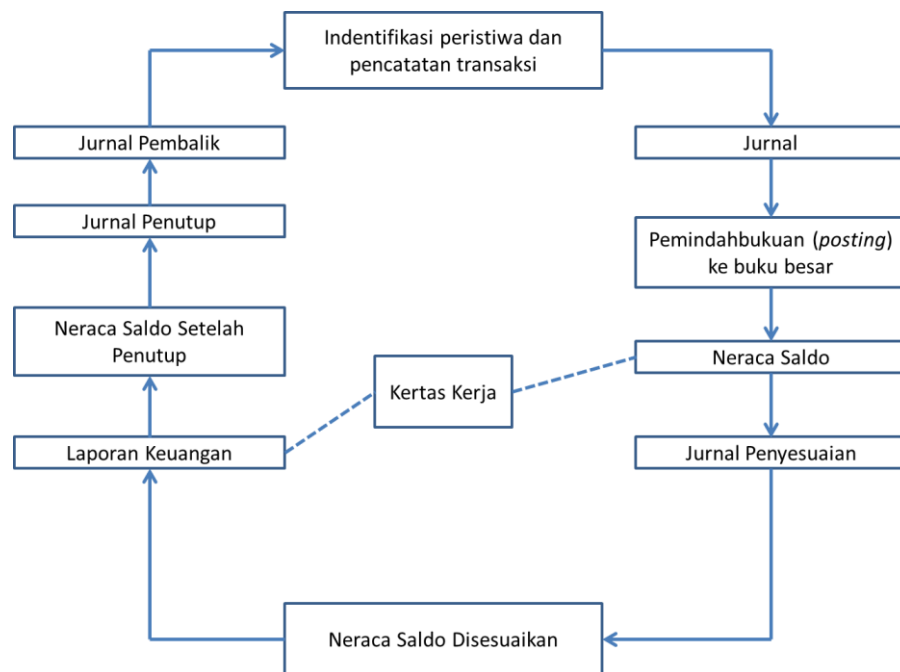 Indentifikasi peristiwa dan
pencatatan transaksi
Jurnal
Pemindahbukuan (posting)
ke buku besar
Neraca Saldo
Jurnal Penyesuaian
Neraca Saldo Disesuaikan
Laporan Keuangan
Neraca Saldo Setelah
Penutup
Jurnal Penutup
Jurnal Pembalik
Kertas Kerja